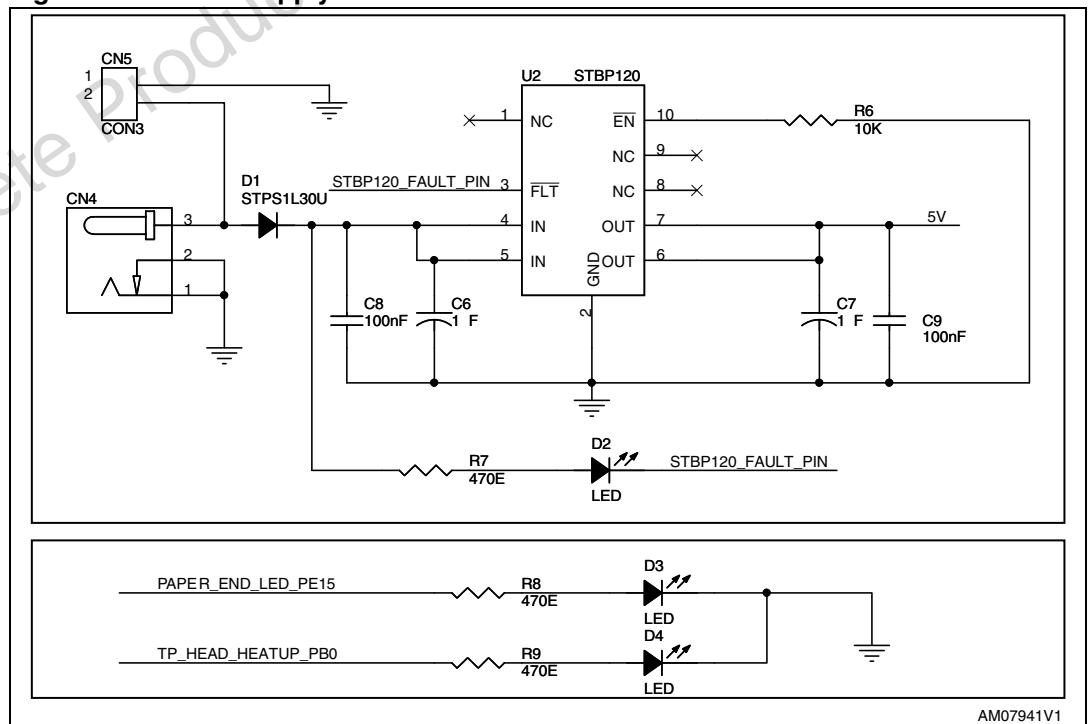 CN5
1
2
CON3
CN4
3
2
1
D1
STPS1L30U
STBP120_FAULT_PIN
U2 STBP120
1 NC
3 FLT
4 IN
5 IN
GND
2
EN 10
NC 9
NC 8
OUT 7
OUT 6
R6
10K
5V
C8
100nF
C6
1 F
C7
1 F
C9
100nF
R7
470E
D2
LED
STBP120_FAULT_PIN
PAPER_END_LED_PE15
R8
470E
D3
LED
TP_HEAD_HEATUP_PB0
R9
470E
D4
LED
AM07941V1